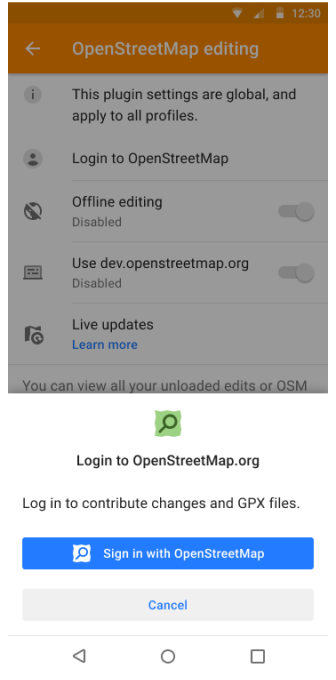 12:30
OpenStreetMap editing
This plugin settings are global, and
apply to all profiles.
Login to OpenStreetMap
Offline editing
Disabled
Use dev.openstreetmap.org
Disabled
Live updates
Learn more
You can view all your unloaded edits or OSM
Login to OpenStreetMap.org
Log in to contribute changes and GPX files.
Sign in with OpenStreetMap
Cancel